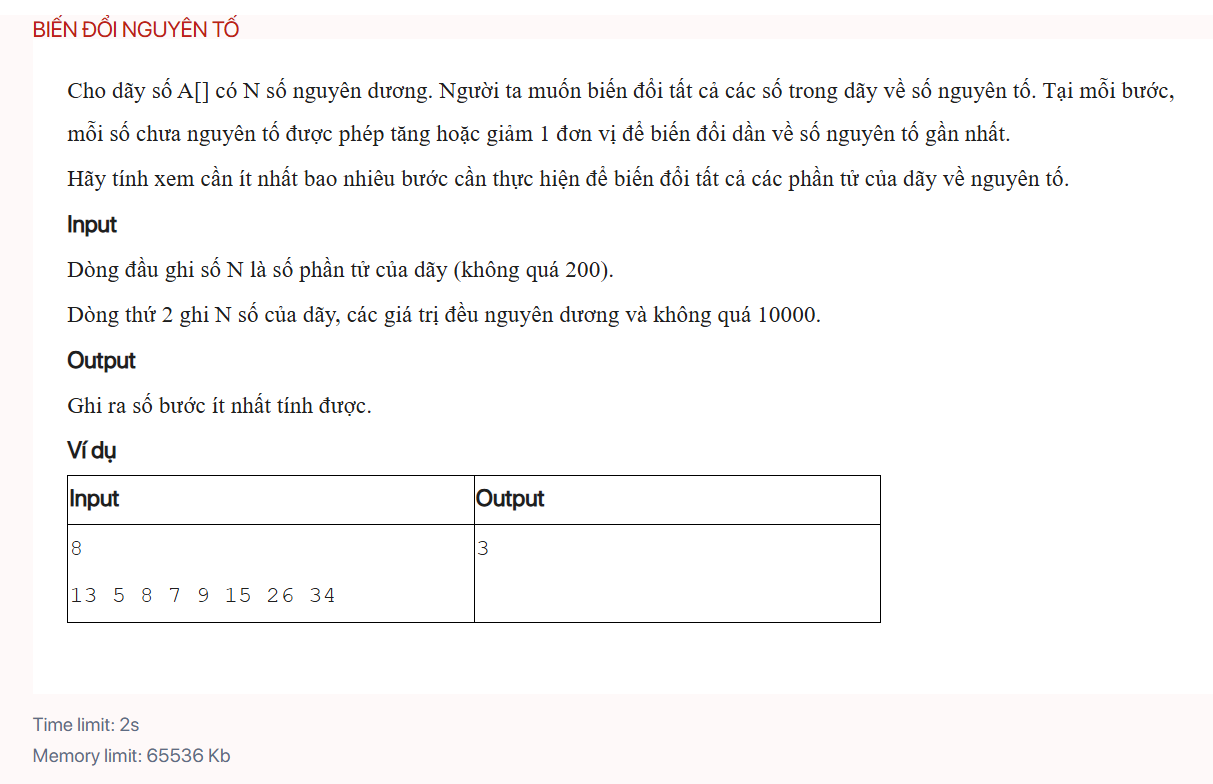 BIẾN ĐỔI NGUYÊN TỐ
Cho dãy số A[] có N số nguyên dương. Người ta muốn biến đổi tất cả các số trong dãy về số nguyên tố. Tại mỗi bước,
mỗi số chưa nguyên tố được phép tăng hoặc giảm 1 đơn vị để biến đổi dần về số nguyên tố gần nhất.
Hãy tính xem cần ít nhất bao nhiêu bước cần thực hiện để biến đổi tất cả các phần tử của dãy về nguyên tố.
Input
Dòng đầu ghi số N là số phần tử của dãy (không quá 200).
Dòng thứ 2 ghi N số của dãy, các giá trị đều nguyên dương và không quá 10000.
Output
Ghi ra số bước ít nhất tính được.
Ví dụ
Input Output
8 3
13 5 8 7 9 15 26 34
Time limit: 2s
Memory limit: 65536 Kb